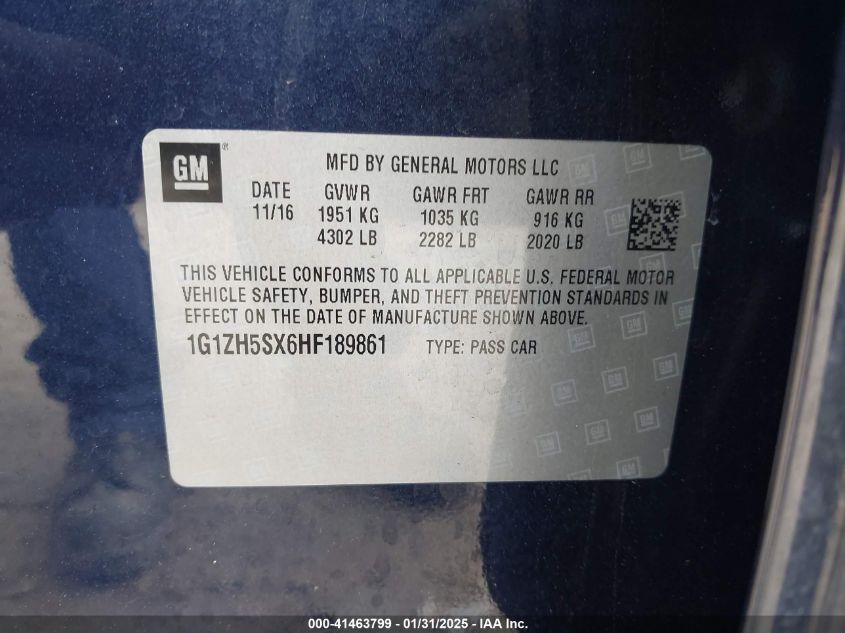 GM®
MFD BY GENERAL MOTORS LLC
DATE GVWR GAWR FRT GAWR RR
11/16 1951 KG 1035 KG 916 KG
4302 LB 2282 LB 2020 LB
THIS VEHICLE CONFORMS TO ALL APPLICABLE U.S. FEDERAL MOTOR
VEHICLE SAFETY, BUMPER, AND THEFT PREVENTION STANDARDS IN
EFFECT ON THE DATE OF MANUFACTURE SHOWN ABOVE.
1G1ZH5SX6HF189861 TYPE: PASS CAR
000-41463799 - 01/31/2025 - IAA Inc.